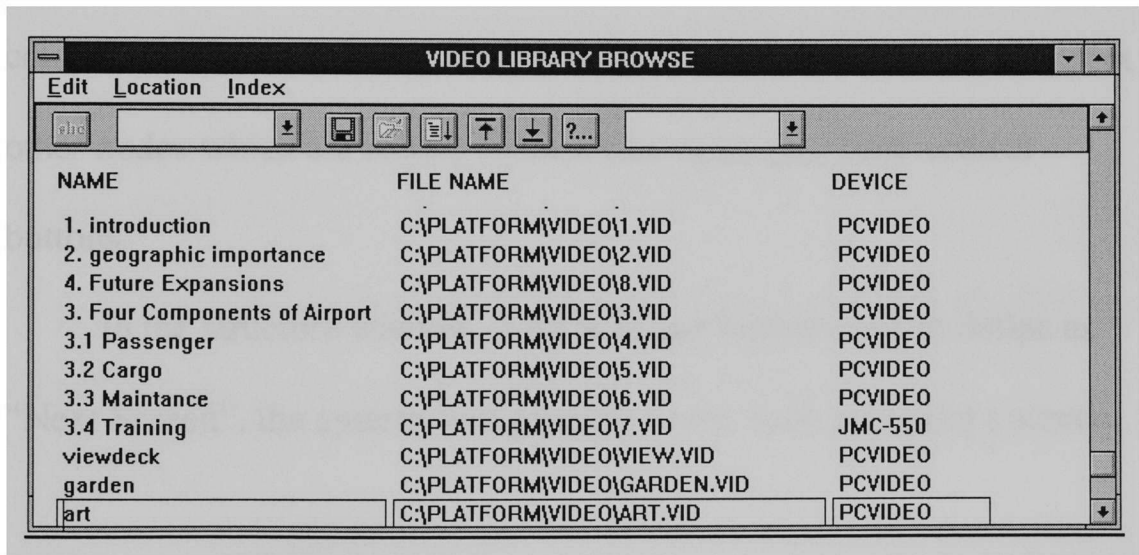 VIDEO LIBRARY BROWSE
Edit Location Index
abc ?...
NAME FILE NAME DEVICE
1. introduction C:\PLATFORM\VIDEO\1.VID PCVIDEO
2. geographic importance C:\PLATFORM\VIDEO\2.VID PCVIDEO
4. Future Expansions C:\PLATFORM\VIDEO\8.VID PCVIDEO
3. Four Components of Airport C:\PLATFORM\VIDEO\3.VID PCVIDEO
3.1 Passenger C:\PLATFORM\VIDEO\4.VID PCVIDEO
3.2 Cargo C:\PLATFORM\VIDEO\5.VID PCVIDEO
3.3 Maintance C:\PLATFORM\VIDEO\6.VID PCVIDEO
3.4 Training C:\PLATFORM\VIDEO\7.VID JMC-550
viewdeck C:\PLATFORM\VIDEO\VIEW.VID PCVIDEO
garden C:\PLATFORM\VIDEO\GARDEN.VID PCVIDEO
art C:\PLATFORM\VIDEO\ART.VID PCVIDEO